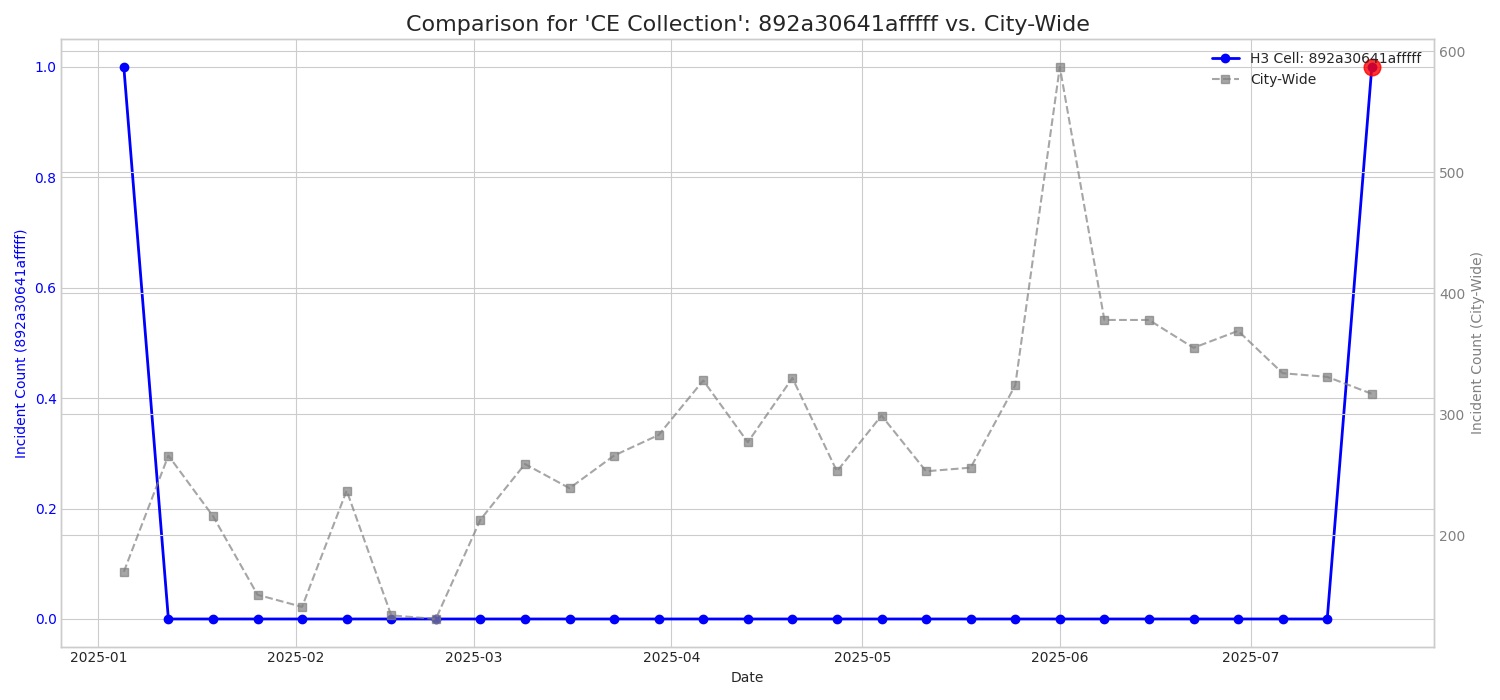 Comparison for 'CE Collection': 892a30641afffff vs. City-Wide
H3 Cell: 892a30641afffff
City-Wide
Incident Count (892a30641afffff)
1.0
0.8
0.6
0.4
0.2
0.0
600
500
400
300
200
Incident Count (City-Wide)
2025-01 2025-02 2025-03 2025-04 2025-05 2025-06 2025-07
Date